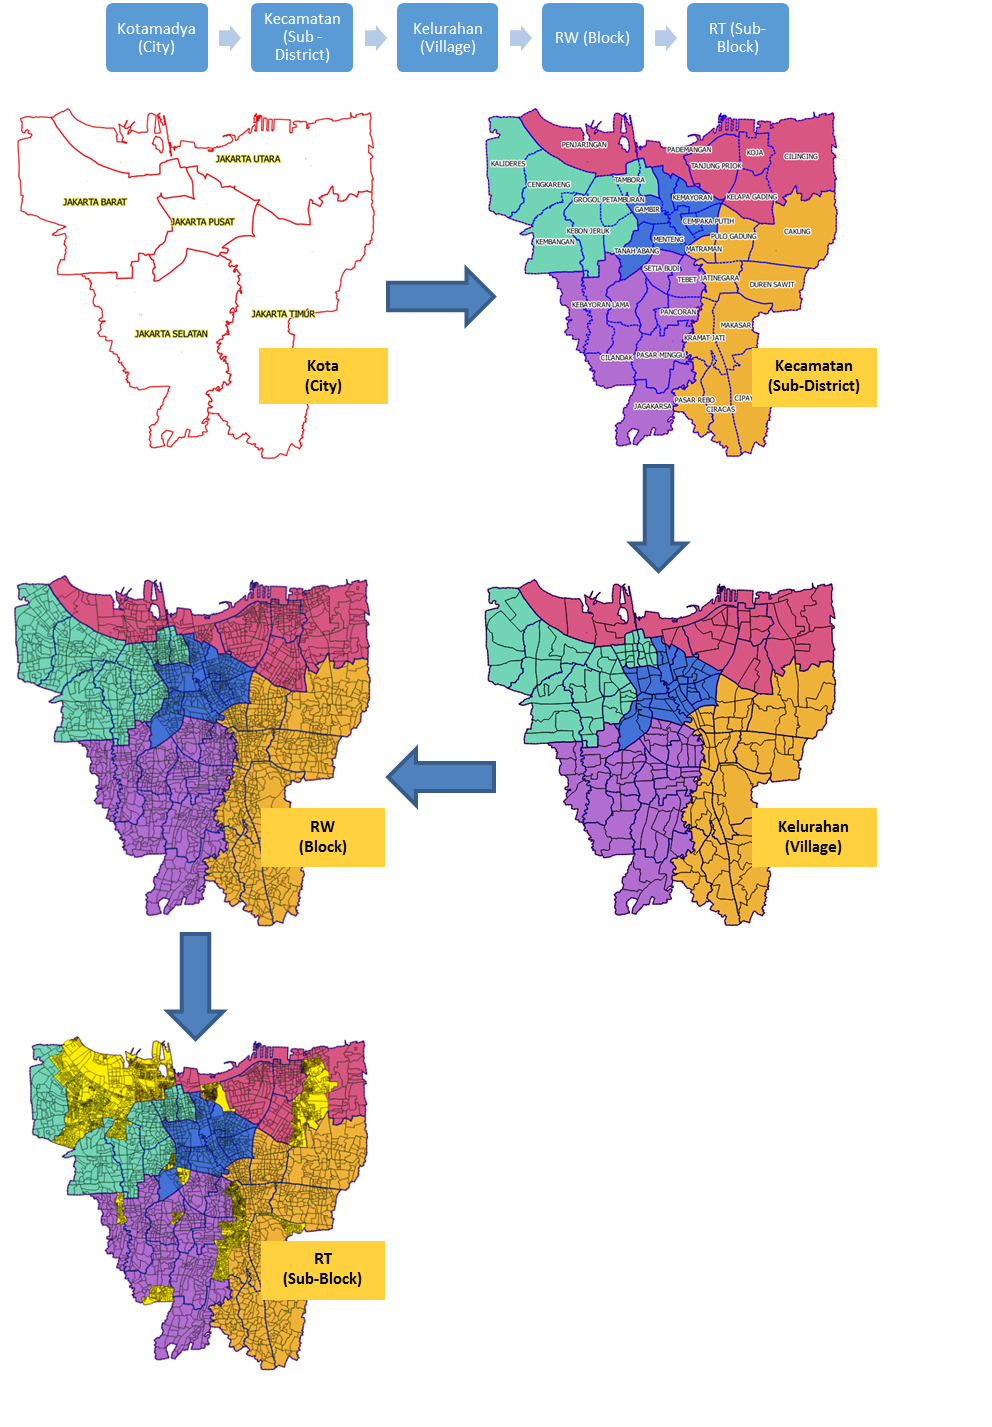 Kotamadya
(City)
Kecamatan
(Sub -
District)
Kelurahan
(Village)
RW (Block)
RT (Sub-
Block)
JAKARTA UTARA
JAKARTA BARAT
JAKARTA PUSAT
JAKARTA TIMUR
JAKARTA SELATAN
Kota
(City)
PENJARINGAN
PADEMANGAN
KOJA
CILINCING
KALIDERES
TANJUNG PRIOK
CENGKARENG
TAMBORA
GROGOL PETAMBURAN
KEMAYORAN
KELAPA GADING
GAMBIR
CEMPAKA PUTIH
KEBON JERUK
CAKUNG
KEMBANGAN
MENTENG
PULO GADUNG
TANAH ABANG
MATRAMAN
SETIA BUDI
TEBET
JATINEGARA
DUREN SAWIT
KEBAYORAN LAMA
PANCORAN
MAKASAR
KRAMAT JATI
CILANDAK
PASAR MINGGU
Kecamatan
(Sub-District)
PASAR REBO
CIPAY
JAGAKARSA
CIRACAS
RW
(Block)
Kelurahan
(Village)
RT
(Sub-Block)